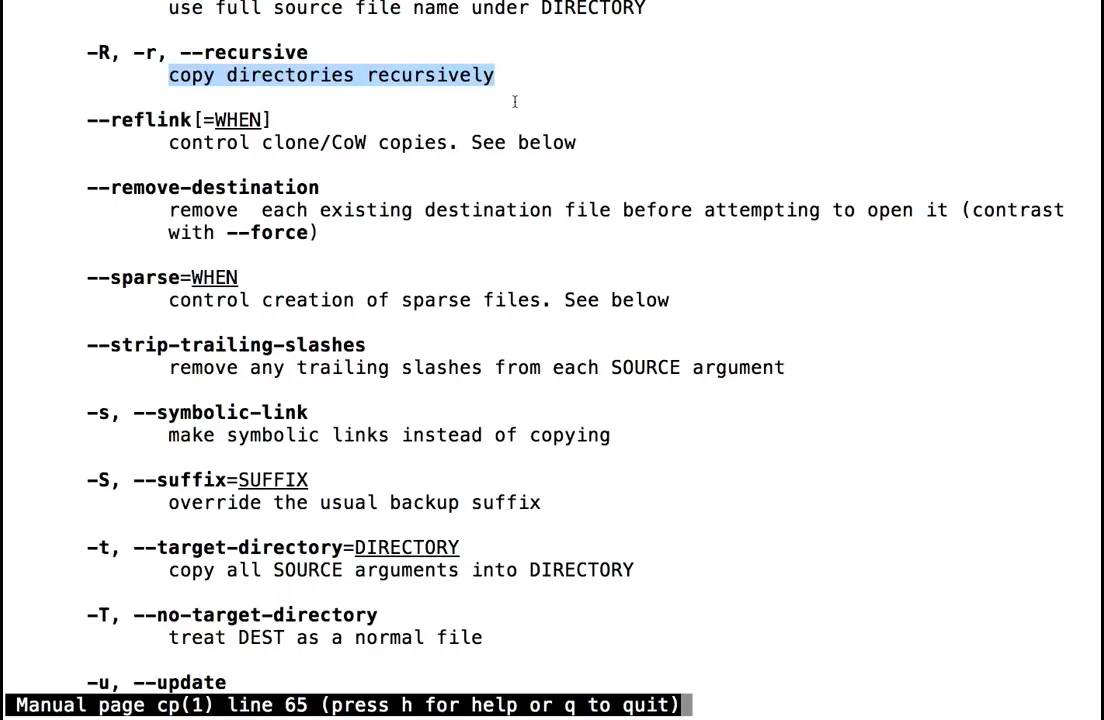 use full source file name under DIRECTORY
-R, -r, --recursive
copy directories recursively
--reflink[=WHEN]
control clone/CoW copies. See below
--remove-destination
remove  each existing destination file before attempting to open it (contrast
with --force)
--sparse=WHEN
control creation of sparse files. See below
--strip-trailing-slashes
remove any trailing slashes from each SOURCE argument
-s, --symbolic-link
make symbolic links instead of copying
-S, --suffix=SUFFIX
override the usual backup suffix
-t, --target-directory=DIRECTORY
copy all SOURCE arguments into DIRECTORY
-T, --no-target-directory
treat DEST as a normal file
-u, --update
Manual page cp(1) line 65 (press h for help or q to quit)